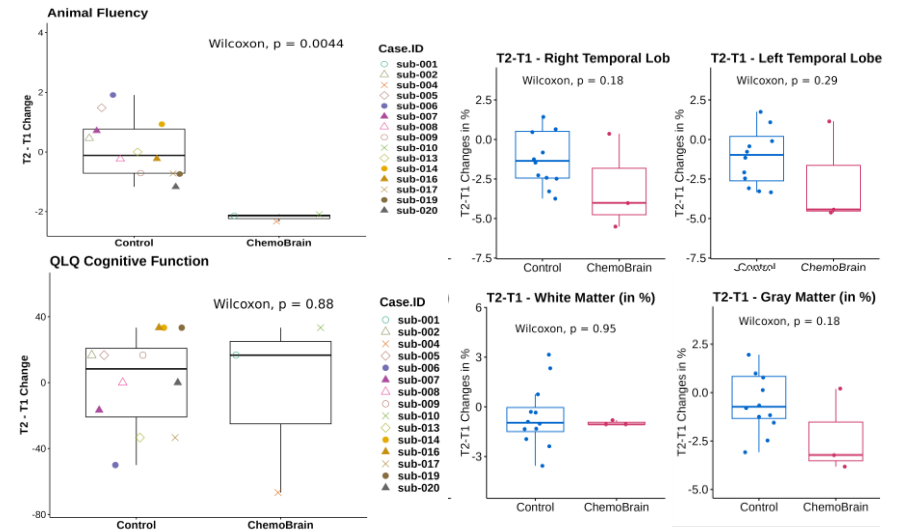 Animal Fluency
T2 - T1 Change
4
2
0
-2
Wilcoxon, p = 0.0044
Control
ChemoBrain
Case.ID
sub-001
sub-002
sub-004
sub-005
sub-006
sub-007
sub-008
sub-009
sub-010
sub-013
sub-014
sub-016
sub-017
sub-019
sub-020
T2-T1 - Right Temporal Lob
Wilcoxon, p = 0.18
T2-T1 Changes in %
2.5
0.0
-2.5
-5.0
-7.5
Control
ChemoBrain
T2-T1 - Left Temporal Lobe
Wilcoxon, p = 0.29
T2-T1 Changes in %
2.5
0.0
-2.5
-5.0
-7.5
Control
ChemoBrain
QLQ Cognitive Function
T2 - T1 Change
40
0
-40
-80
Wilcoxon, p = 0.88
Control
ChemoBrain
Case.ID
sub-001
sub-002
sub-004
sub-005
sub-006
sub-007
sub-008
sub-009
sub-010
sub-013
sub-014
sub-016
sub-017
sub-019
sub-020
)
T2-T1 - White Matter (in %)
Wilcoxon, p = 0.95
T2-T1 Changes in %
6
3
0
-3
Control
ChemoBrain
T2-T1 - Gray Matter (in %)
Wilcoxon, p = 0.18
T2-T1 Changes in %
2.5
0.0
-2.5
-5.0
Control
ChemoBrain